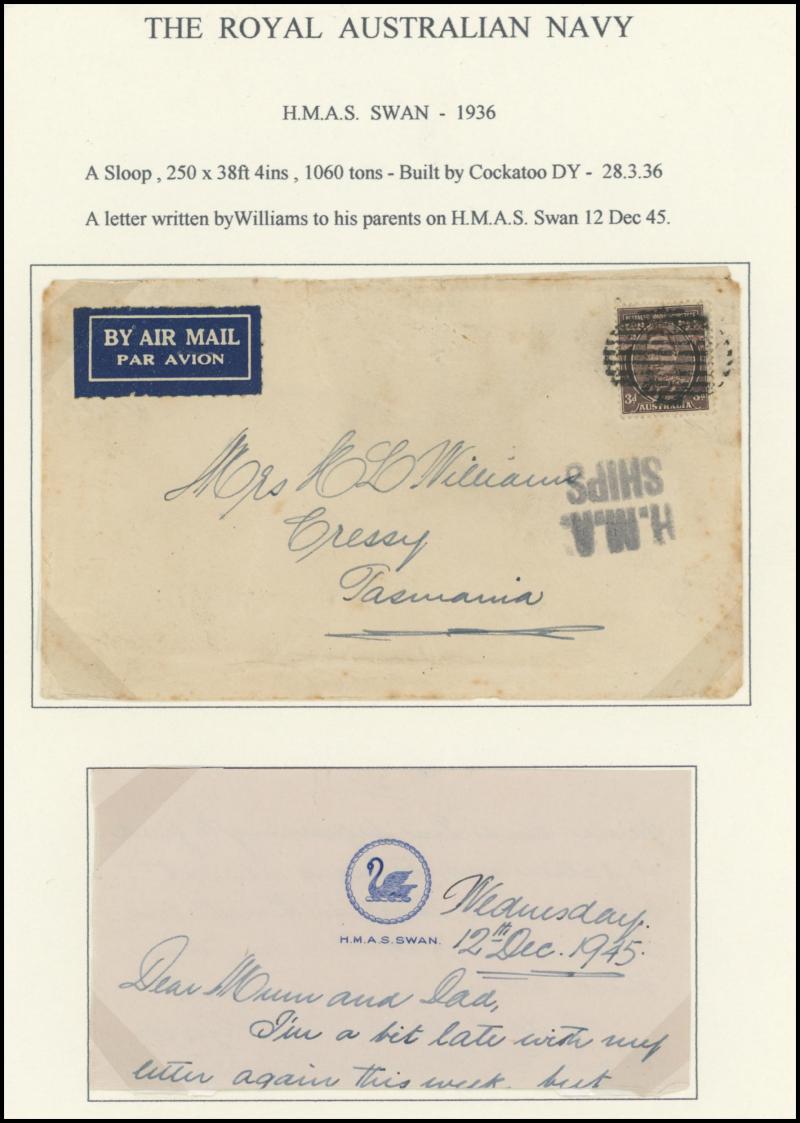 THE ROYAL AUSTRALIAN NAVY
H.M.A.S. SWAN - 1936
A Sloop , 250 x 38ft 4ins , 1060 tons - Built by Cockatoo DY - 28.3.36
A letter written byWilliams to his parents on H.M.A.S. Swan 12 Dec 45.
BY AIR MAIL
PAR AVION
3d
AUSTRALIA
Mrs H L Williams
Cressy
Tasmania
H.M.A.
SHIPS
H.M.A.S. SWAN.
Wednesday.
12th Dec. 1945.
Dear Mum and Dad,
I'm a bit late with my
letter again this week, but